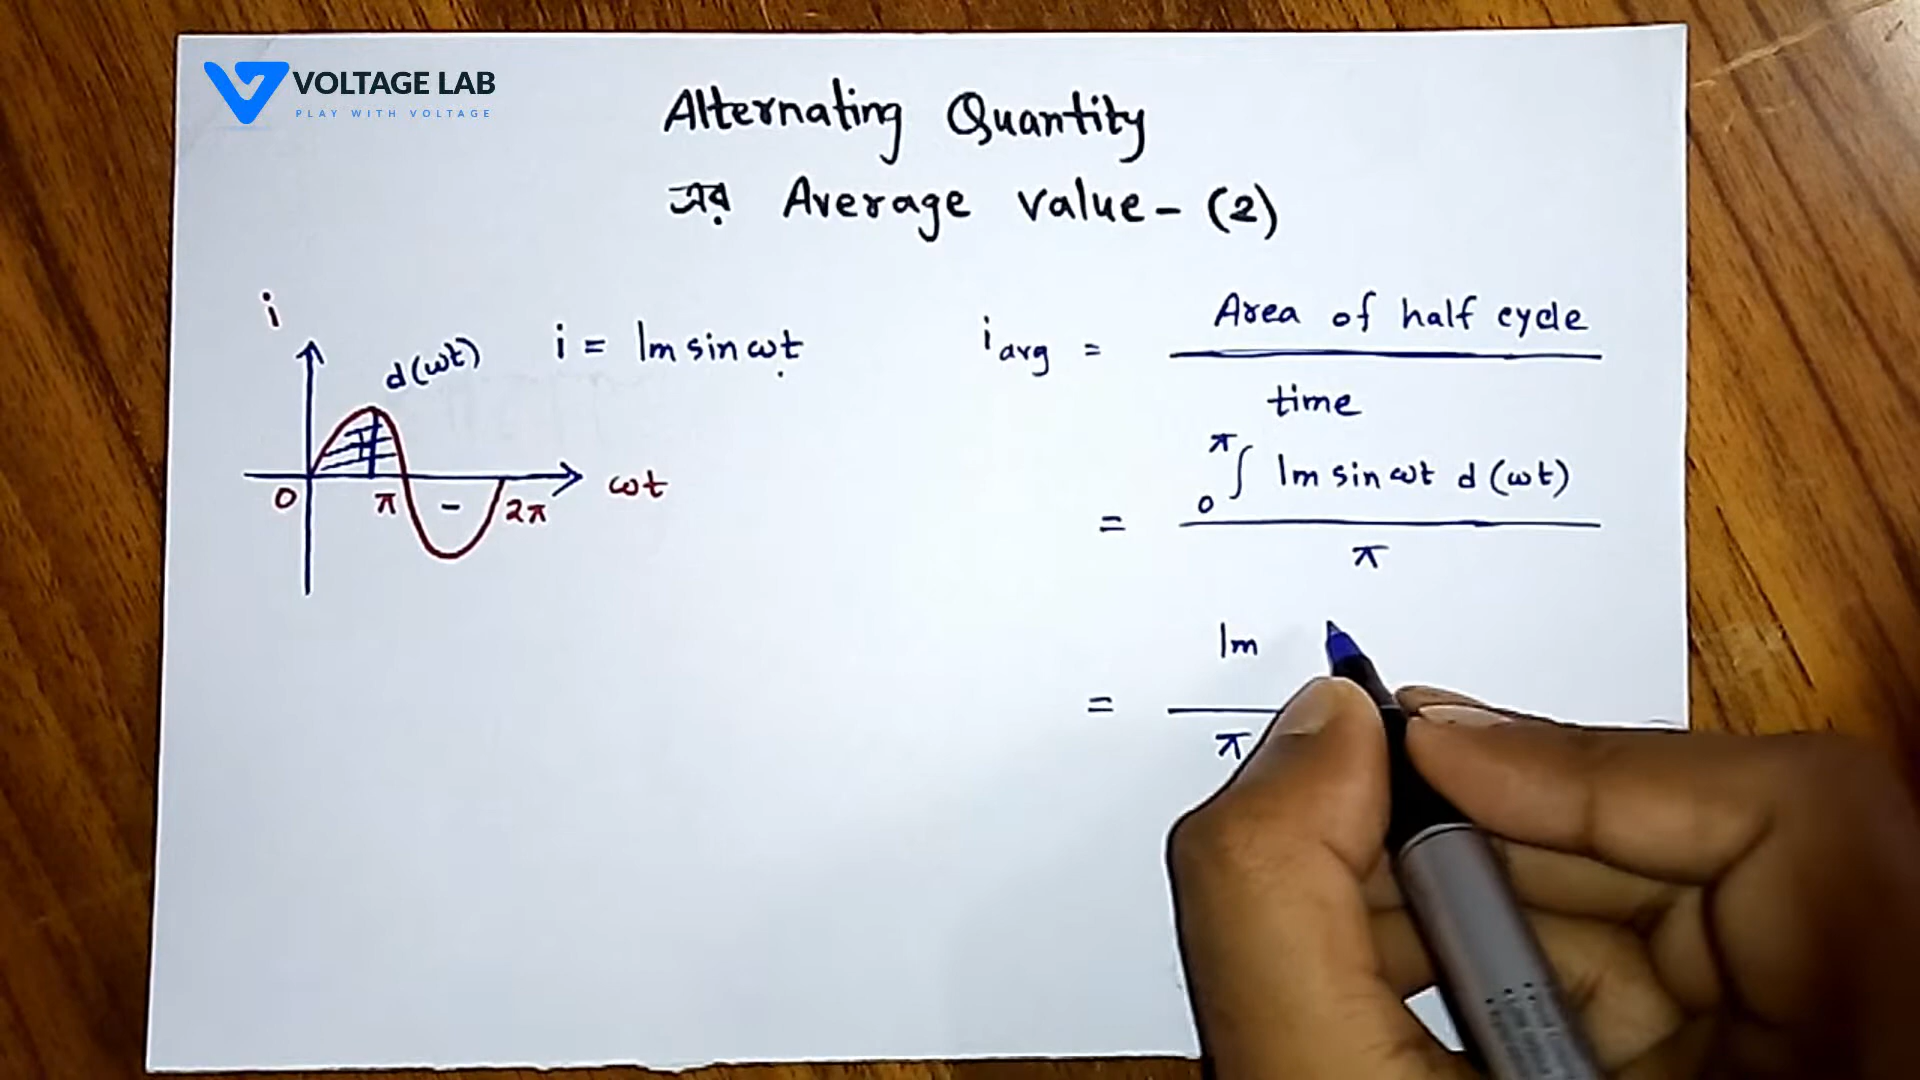 VOLTAGE LAB
PLAY WITH VOLTAGE
Alternating Quantity
এর Average value - (2)
i
d(ωt)
i = Im sin ωt
0
π
-
2π
ωt
i avg = Area of half cycle
time
= π ∫ 0 Im sin ωt d (ωt)
π
= Im
π